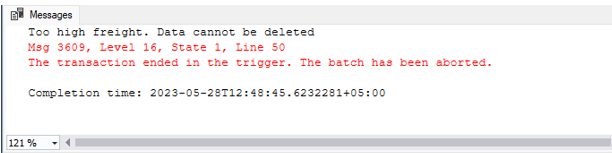 Messages
Too high freight. Data cannot be deleted
Msg 3609, Level 16, State 1, Line 50
The transaction ended in the trigger. The batch has been aborted.
Completion time: 2023-05-28T12:48:45.6232281+05:00
121 %